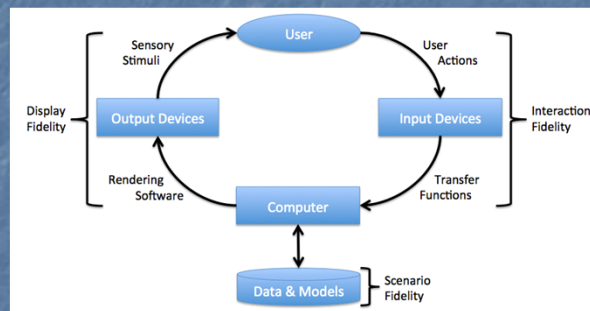 User
Sensory
Stimuli
User
Actions
Display
Fidelity
Output Devices
Input Devices
Interaction
Fidelity
Rendering
Software
Transfer
Functions
Computer
Data & Models
Scenario
Fidelity